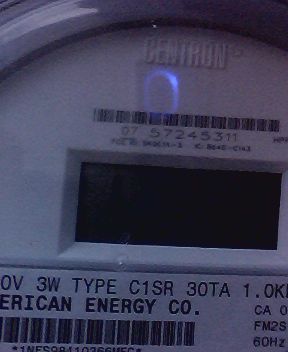 CENTRON
07 57245311
0V 3W TYPE C1SR 30TA 1.0K
ERICAN ENERGY CO.
CA 0
FM2S
60Hz